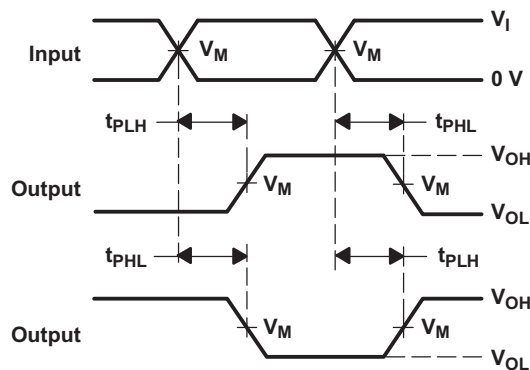 V_I
Input V_M V_M
0 V
t_PLH t_PHL
V_OH
Output V_M V_M
V_OL
t_PHL t_PLH
V_OH
Output V_M V_M
V_OL